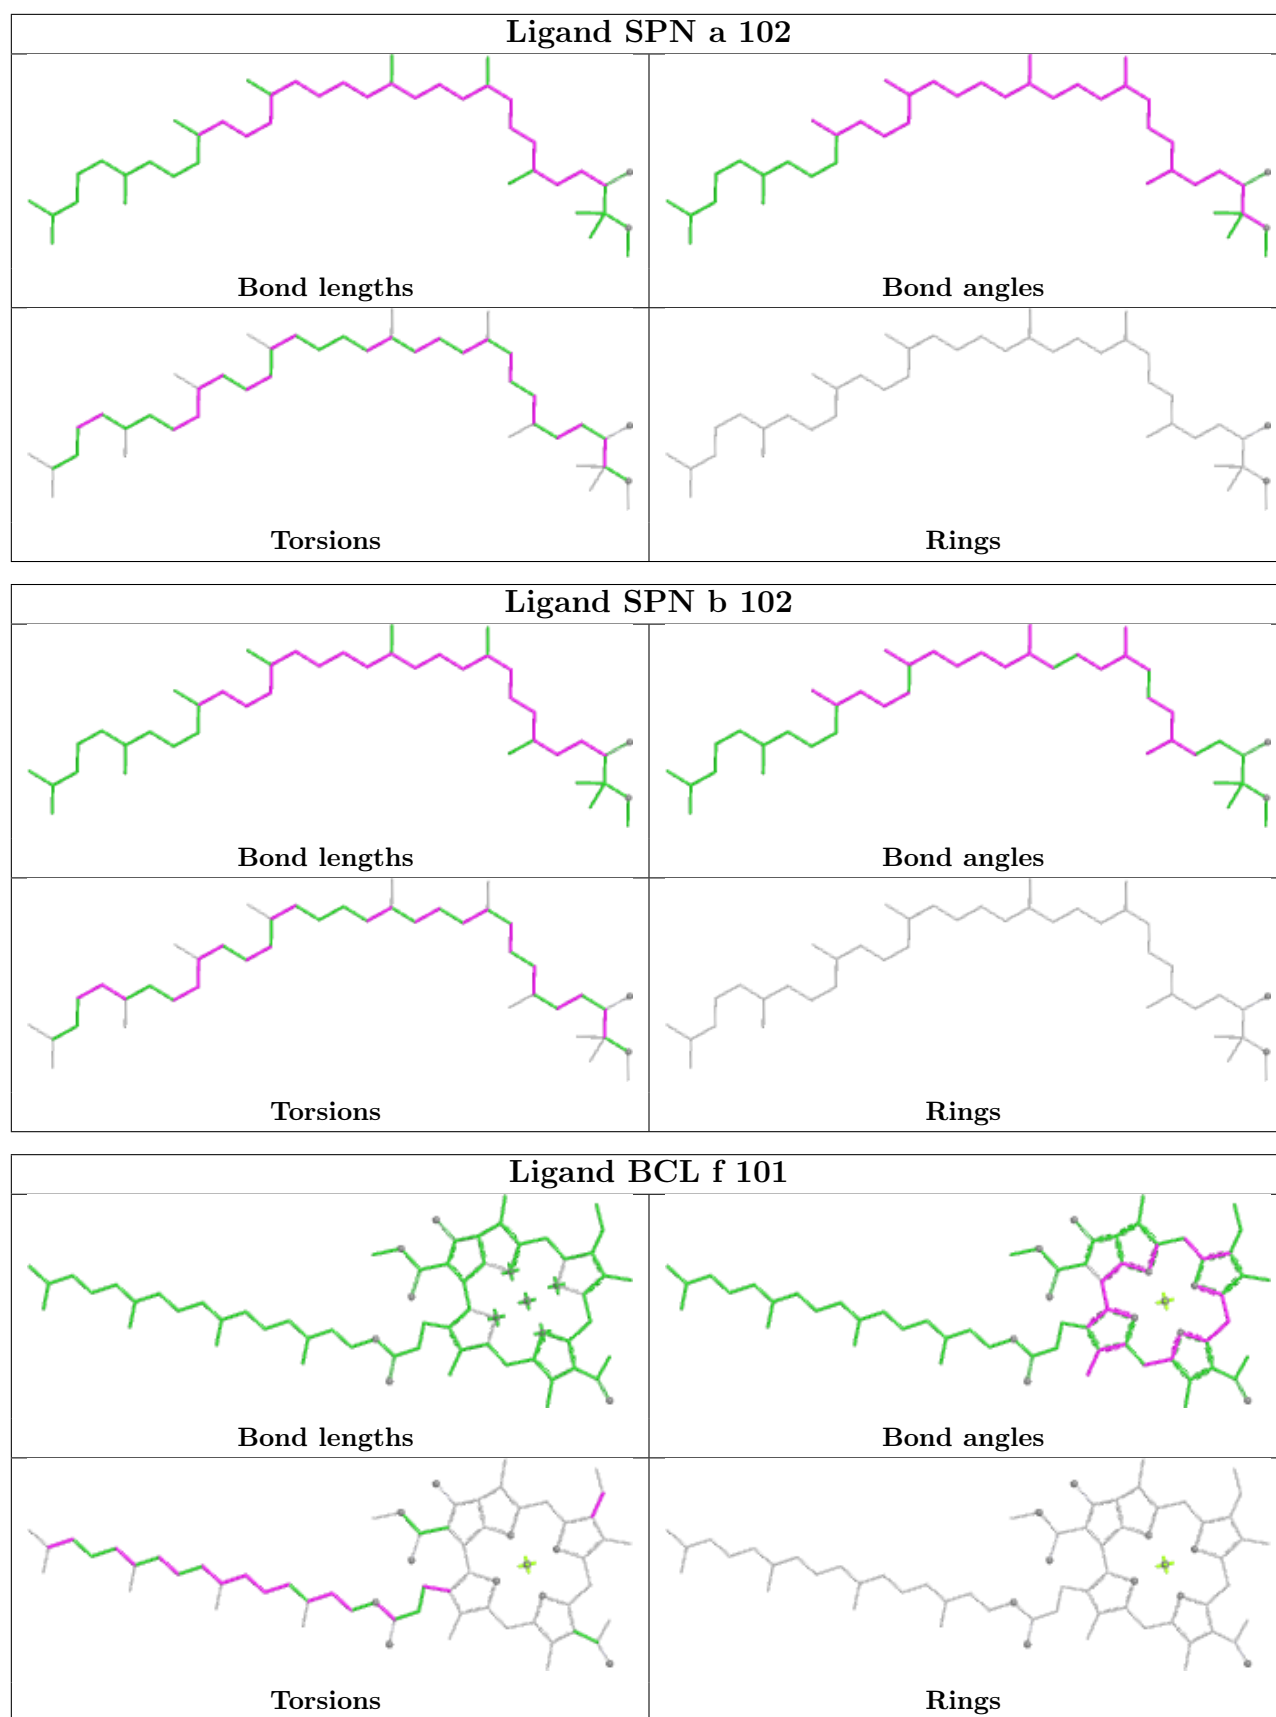 Ligand SPN a 102
Bond lengths
Bond angles
Torsions
Rings
Ligand SPN b 102
Bond lengths
Bond angles
Torsions
Rings
Ligand BCL f 101
Bond lengths
Bond angles
Torsions
Rings